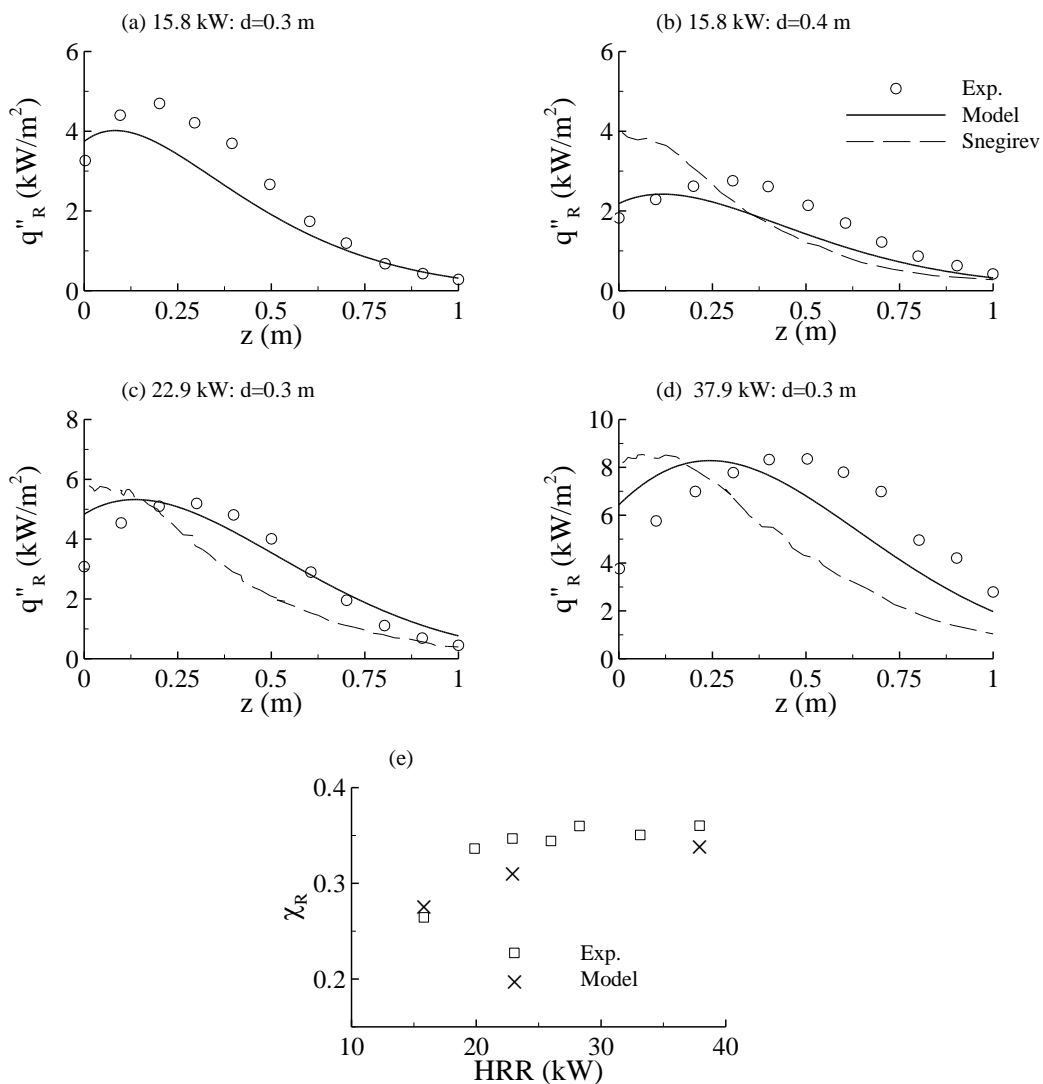 (a) 15.8 kW: d=0.3 m
6
4
2
0
q"R (kW/m2)
0 0.25 0.5 0.75 1
z (m)
(b) 15.8 kW: d=0.4 m
6
4
2
0
q"R (kW/m2)
0 0.25 0.5 0.75 1
z (m)
Exp.
Model
Snegirev
(c) 22.9 kW: d=0.3 m
8
6
4
2
0
q"R (kW/m2)
0 0.25 0.5 0.75 1
z (m)
(d) 37.9 kW: d=0.3 m
10
8
6
4
2
0
q"R (kW/m2)
0 0.25 0.5 0.75 1
z (m)
(e)
0.4
0.3
0.2
χR
Exp.
Model
10 20 30 40
HRR (kW)